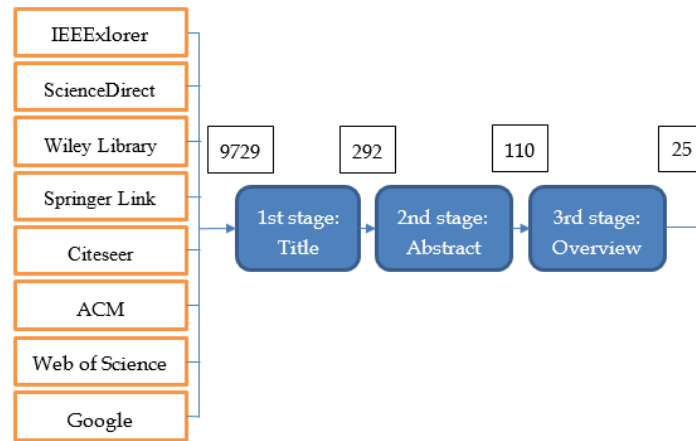 IEEExlorer
ScienceDirect
Wiley Library
Springer Link
Citeseer
ACM
Web of Science
Google
9729
292
110
25
1st stage:
Title
2nd stage:
Abstract
3rd stage:
Overview